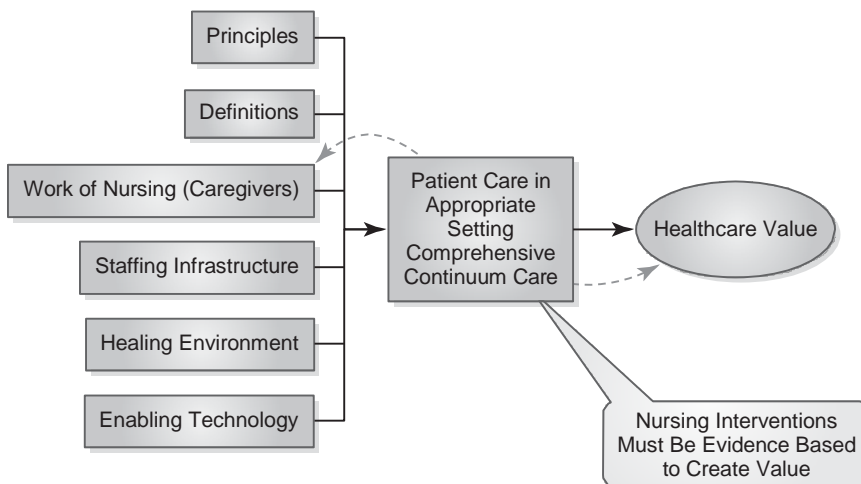 Principles
Definitions
Work of Nursing (Caregivers)
Staffing Infrastructure
Healing Environment
Enabling Technology
Patient Care in
Appropriate
Setting
Comprehensive
Continuum Care
Healthcare Value
Nursing Interventions
Must Be Evidence Based
to Create Value